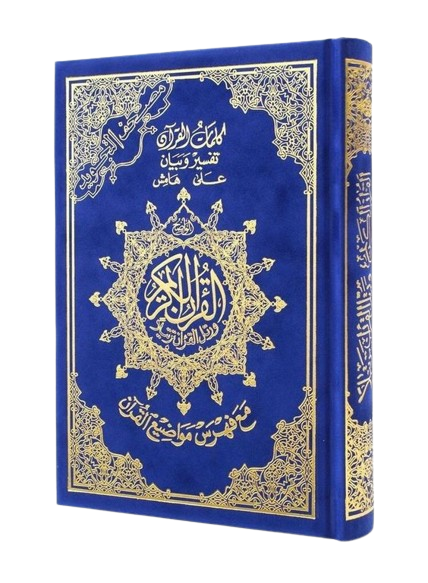 مصحف التجويد
كلمات القرآن
تفسير وبيان
على هامش
القرآن الكريم
ورتل القرآن ترتيلا
مع فهرس مواضيع القرآن